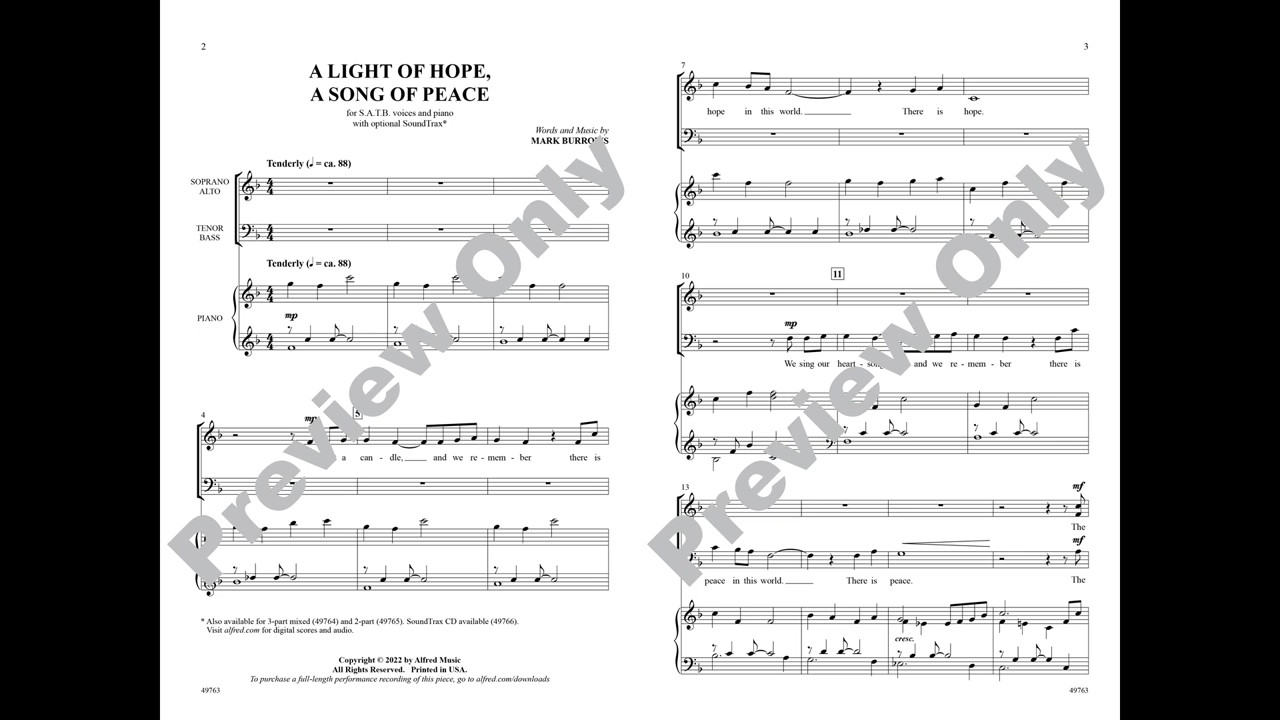 2
A LIGHT OF HOPE,
A SONG OF PEACE
for S.A.T.B. voices and piano
with optional SoundTrax*
Words and Music by
MARK BURROWS
Tenderly (♩ = ca. 88)
SOPRANO
ALTO
TENOR
BASS
Tenderly (♩ = ca. 88)
PIANO
mp
4
mp
5
a can - dle, and we re - mem - ber there is
* Also available for 3-part mixed (49764) and 2-part (49765). SoundTrax CD available (49766).
Visit alfred.com for digital scores and audio.
Copyright © 2022 by Alfred Music
All Rights Reserved. Printed in USA.
To purchase a full-length performance recording of this piece, go to alfred.com/downloads
49763
Preview Only
3
7
hope in this world. There is hope.
10
11
mp
We sing our heart - and we re - mem - ber there is
13
mf
The
mf
peace in this world. There is peace. The
cresc.
49763
Preview Only